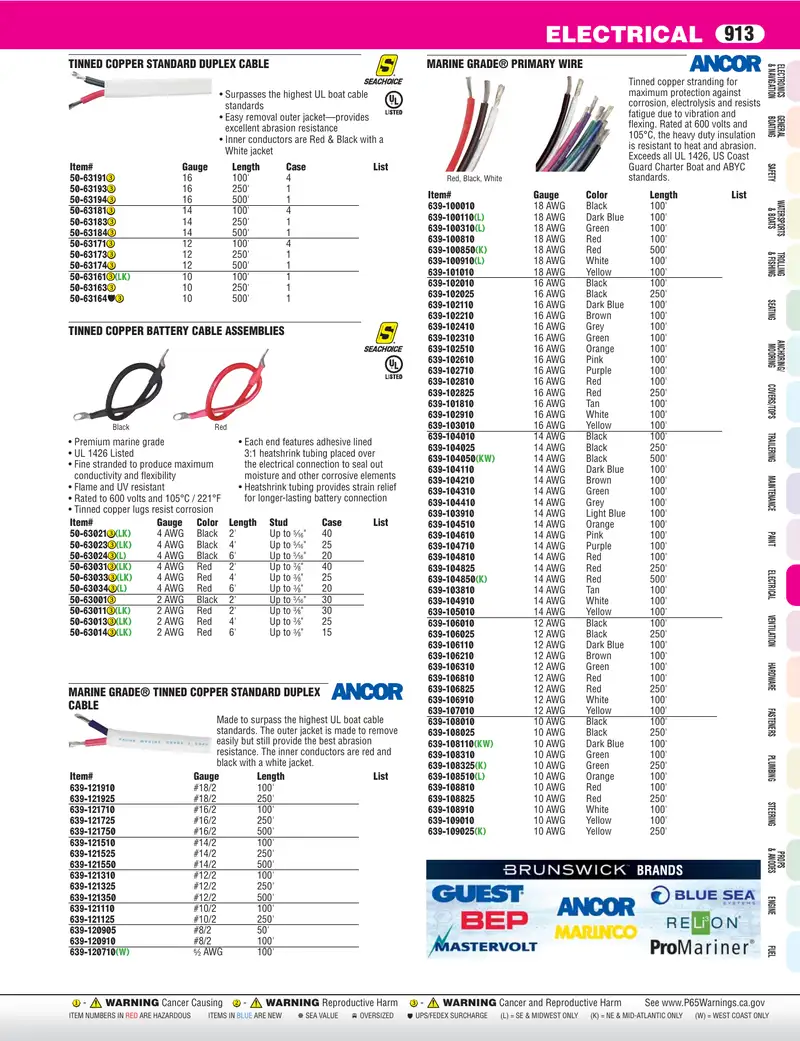 ELECTRICAL 913
TINNED COPPER STANDARD DUPLEX CABLE
SEACHOICE
UL
LISTED
• Surpasses the highest UL boat cable
standards
• Easy removal outer jacket—provides
excellent abrasion resistance
• Inner conductors are Red & Black with a
White jacket
Item# Gauge Length Case List
50-63191 3 16 100' 4
50-63193 3 16 250' 1
50-63194 3 16 500' 1
50-63181 3 14 100' 4
50-63183 3 14 250' 1
50-63184 3 14 500' 1
50-63171 3 12 100' 4
50-63173 3 12 250' 1
50-63174 3 12 500' 1
50-63161 3 (LK) 10 100' 1
50-63163 3 10 250' 1
50-63164 3 10 500' 1
TINNED COPPER BATTERY CABLE ASSEMBLIES
SEACHOICE
UL
LISTED
Black Red
• Premium marine grade
• UL 1426 Listed
• Fine stranded to produce maximum
conductivity and flexibility
• Flame and UV resistant
• Rated to 600 volts and 105°C / 221°F
• Tinned copper lugs resist corrosion
• Each end features adhesive lined
3:1 heatshrink tubing placed over
the electrical connection to seal out
moisture and other corrosive elements
• Heatshrink tubing provides strain relief
for longer-lasting battery connection
Item# Gauge Color Length Stud Case List
50-63021 3 (LK) 4 AWG Black 2' Up to 5/16" 40
50-63023 3 (LK) 4 AWG Black 4' Up to 5/16" 25
50-63024 3 (L) 4 AWG Black 6' Up to 5/16" 20
50-63031 3 (LK) 4 AWG Red 2' Up to 3/8" 40
50-63033 3 (LK) 4 AWG Red 4' Up to 3/8" 25
50-63034 3 (L) 4 AWG Red 6' Up to 3/8" 20
50-63001 3 2 AWG Black 2' Up to 5/16" 30
50-63011 3 (LK) 2 AWG Red 2' Up to 3/8" 30
50-63013 3 (LK) 2 AWG Red 4' Up to 3/8" 25
50-63014 3 (LK) 2 AWG Red 6' Up to 3/8" 15
MARINE GRADE® TINNED COPPER STANDARD DUPLEX
CABLE
ANCOR
Made to surpass the highest UL boat cable
standards. The outer jacket is made to remove
easily but still provide the best abrasion
resistance. The inner conductors are red and
black with a white jacket.
Item# Gauge Length List
639-121910 #18/2 100'
639-121925 #18/2 250'
639-121710 #16/2 100'
639-121725 #16/2 250'
639-121750 #16/2 500'
639-121510 #14/2 100'
639-121525 #14/2 250'
639-121550 #14/2 500'
639-121310 #12/2 100'
639-121325 #12/2 250'
639-121350 #12/2 500'
639-121110 #10/2 100'
639-121125 #10/2 250'
639-120905 #8/2 50'
639-120910 #8/2 100'
639-120710(W) 6/2 AWG 100'
MARINE GRADE® PRIMARY WIRE
ANCOR
Red, Black, White
Tinned copper stranding for
maximum protection against
corrosion, electrolysis and resists
fatigue due to vibration and
flexing. Rated at 600 volts and
105°C, the heavy duty insulation
is resistant to heat and abrasion.
Exceeds all UL 1426, US Coast
Guard Charter Boat and ABYC
standards.
Item# Gauge Color Length List
639-100010 18 AWG Black 100'
639-100110(L) 18 AWG Dark Blue 100'
639-100310(L) 18 AWG Green 100'
639-100810 18 AWG Red 100'
639-100850(K) 18 AWG Red 500'
639-100910(L) 18 AWG White 100'
639-101010 18 AWG Yellow 100'
639-102010 16 AWG Black 100'
639-102025 16 AWG Black 250'
639-102110 16 AWG Dark Blue 100'
639-102210 16 AWG Brown 100'
639-102410 16 AWG Grey 100'
639-102310 16 AWG Green 100'
639-102510 16 AWG Orange 100'
639-102610 16 AWG Pink 100'
639-102710 16 AWG Purple 100'
639-102810 16 AWG Red 100'
639-102825 16 AWG Red 250'
639-101810 16 AWG Tan 100'
639-102910 16 AWG White 100'
639-103010 16 AWG Yellow 100'
639-104010 14 AWG Black 100'
639-104025 14 AWG Black 250'
639-104050(KW) 14 AWG Black 500'
639-104110 14 AWG Dark Blue 100'
639-104210 14 AWG Brown 100'
639-104310 14 AWG Green 100'
639-104410 14 AWG Grey 100'
639-103910 14 AWG Light Blue 100'
639-104510 14 AWG Orange 100'
639-104610 14 AWG Pink 100'
639-104710 14 AWG Purple 100'
639-104810 14 AWG Red 100'
639-104825 14 AWG Red 250'
639-104850(K) 14 AWG Red 500'
639-103810 14 AWG Tan 100'
639-104910 14 AWG White 100'
639-105010 14 AWG Yellow 100'
639-106010 12 AWG Black 100'
639-106025 12 AWG Black 250'
639-106110 12 AWG Dark Blue 100'
639-106210 12 AWG Brown 100'
639-106310 12 AWG Green 100'
639-106810 12 AWG Red 100'
639-106825 12 AWG Red 250'
639-106910 12 AWG White 100'
639-107010 12 AWG Yellow 100'
639-108010 10 AWG Black 100'
639-108025 10 AWG Black 250'
639-108110(KW) 10 AWG Dark Blue 100'
639-108310 10 AWG Green 100'
639-108325(K) 10 AWG Green 250'
639-108510(L) 10 AWG Orange 100'
639-108810 10 AWG Red 100'
639-108825 10 AWG Red 250'
639-108910 10 AWG White 100'
639-109010 10 AWG Yellow 100'
639-109025(K) 10 AWG Yellow 250'
BRUNSWICK™ BRANDS
GUEST
BEP
MASTERVOLT
ANCOR
MARINCO
BLUE SEA
SYSTEMS
RELiON®
ProMariner®
ELECTRONICS
& NAVIGATION
GENERAL
BOATING
SAFETY
WATERSPORTS
& BOATS
TROLLING
& FISHING
SEATING
ANCHORING/
MOORING
COVERS/TOPS
TRAILERING
MAINTENANCE
PAINT
ELECTRICAL
VENTILATION
HARDWARE
FASTENERS
PLUMBING
STEERING
PROPS
& ANODES
ENGINE
FUEL
1 - WARNING Cancer Causing 2 - WARNING Reproductive Harm 3 - WARNING Cancer and Reproductive Harm See www.P65Warnings.ca.gov
ITEM NUMBERS IN RED ARE HAZARDOUS ITEMS IN BLUE ARE NEW SEA VALUE OVERSIZED UPS/FEDEX SURCHARGE (L) = SE & MIDWEST ONLY (K) = NE & MID-ATLANTIC ONLY (W) = WEST COAST ONLY